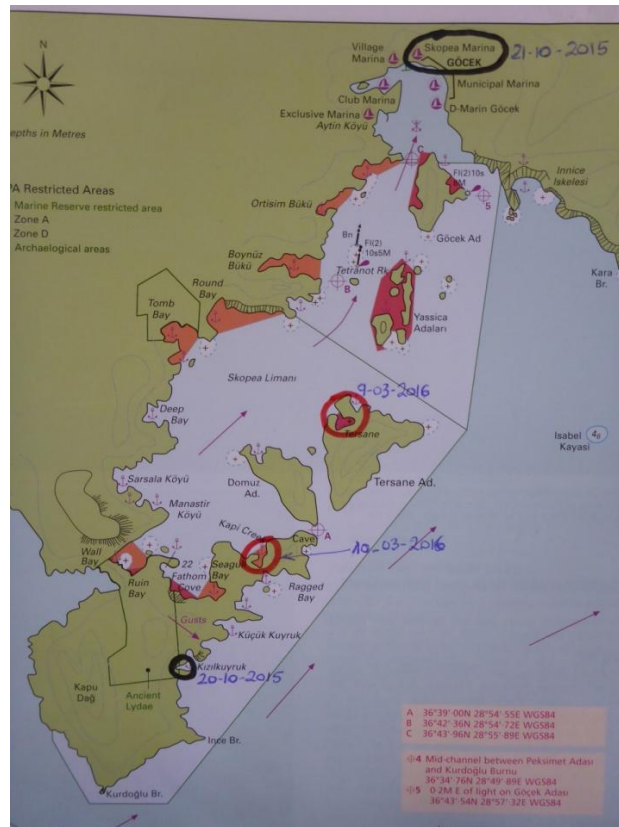 N
Village
Marina
Skopea Marina
GÖCEK
21-10-2015
Municipal Marina
Club Marina
D-Marin Göcek
Exclusive Marina
Aytin Köyü
epths in Metres
C
Fl(2)10s
8M
5
Innice
Iskelesi
PA Restricted Areas
Marine Reserve restricted area
Zone A
Zone D
Archaelogical areas
Ortisim Bükü
Göcek Ad
Bn
Fl(2)
10s5M
Boynüz
Bükü
Tetranot Rk
B
Kara
Br.
Round
Bay
Tomb
Bay
Yassica
Adaları
Skopea Limanı
9-03-2016
Deep
Bay
Tersane
Isabel
Kayasi
4₈
Sarsala Köyü
Domuz
Ad.
Tersane Ad.
Manastir
Köyü
Kapi Creek
Cave
A
10-03-2016
Wall
Bay
22
Fathom
Cove
Seagull
Bay
Ruin
Bay
Ragged
Bay
Gusts
Küçük Kuyruk
Kızılkuyruk
20-10-2015
Kapu
Dağ
Ancient
Lydae
Ince Br.
Kurdoğlu Br.
A 36°39'·00N 28°54'·55E WGS84
B 36°42'·36N 28°54'·72E WGS84
C 36°43'·96N 28°55'·89E WGS84
4 Mid-channel between Peksimet Adası
and Kurdoğlu Burnu
36°34'·76N 28°49'·89E WGS84
5 0·2M E of light on Göcek Adası
36°43'·54N 28°57'·32E WGS84